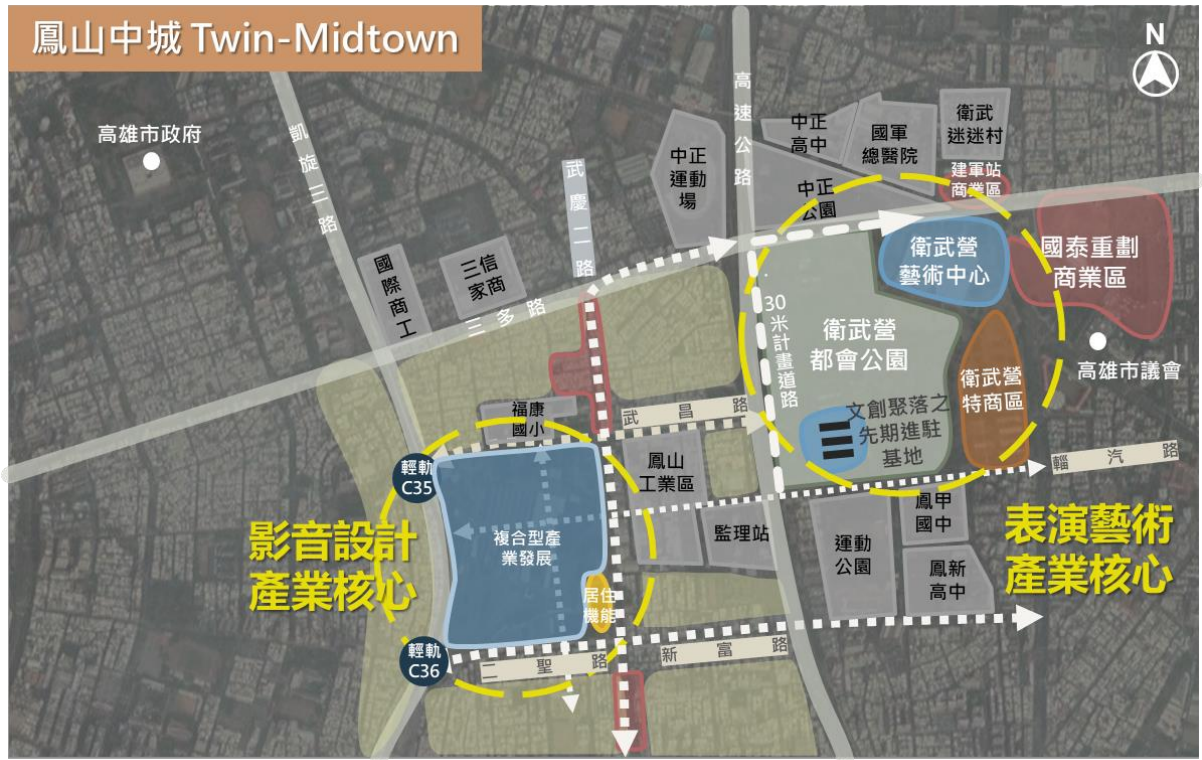 鳳山中城 Twin-Midtown
N
高雄市政府
凱旋三路
武慶二路
高速公路
中正
運動
場
中正
高中
國軍
總醫院
衛武
迷迷村
建軍站
商業區
中正
公園
國際商工
三信
家商
三多路
衛武營
藝術中心
國泰重劃
商業區
30米計畫道路
衛武營
都會公園
衛武營
特商區
高雄市議會
文創聚落之
先期進駐
基地
福康
國小
武昌路
輜汽路
輕軌
C35
鳳山
工業區
影音設計
產業核心
複合型產
業發展
監理站
運動
公園
鳳甲
國中
鳳新
高中
表演藝術
產業核心
居住
機能
輕軌
C36
二聖路
新富路